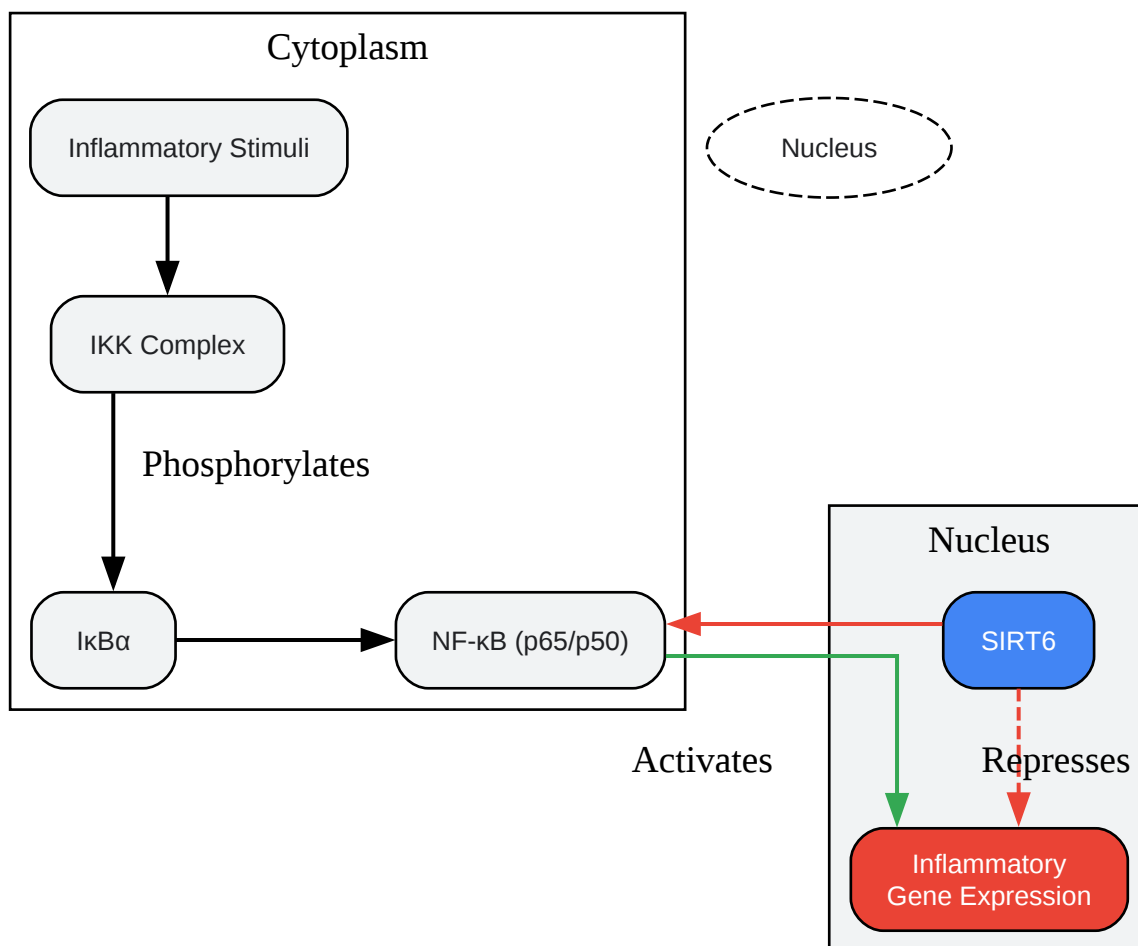 Cytoplasm
Inflammatory Stimuli
Nucleus
IKK Complex
Phosphorylates
Nucleus
IκBα
NF-κB (p65/p50)
SIRT6
Activates
Represses
Inflammatory
Gene Expression